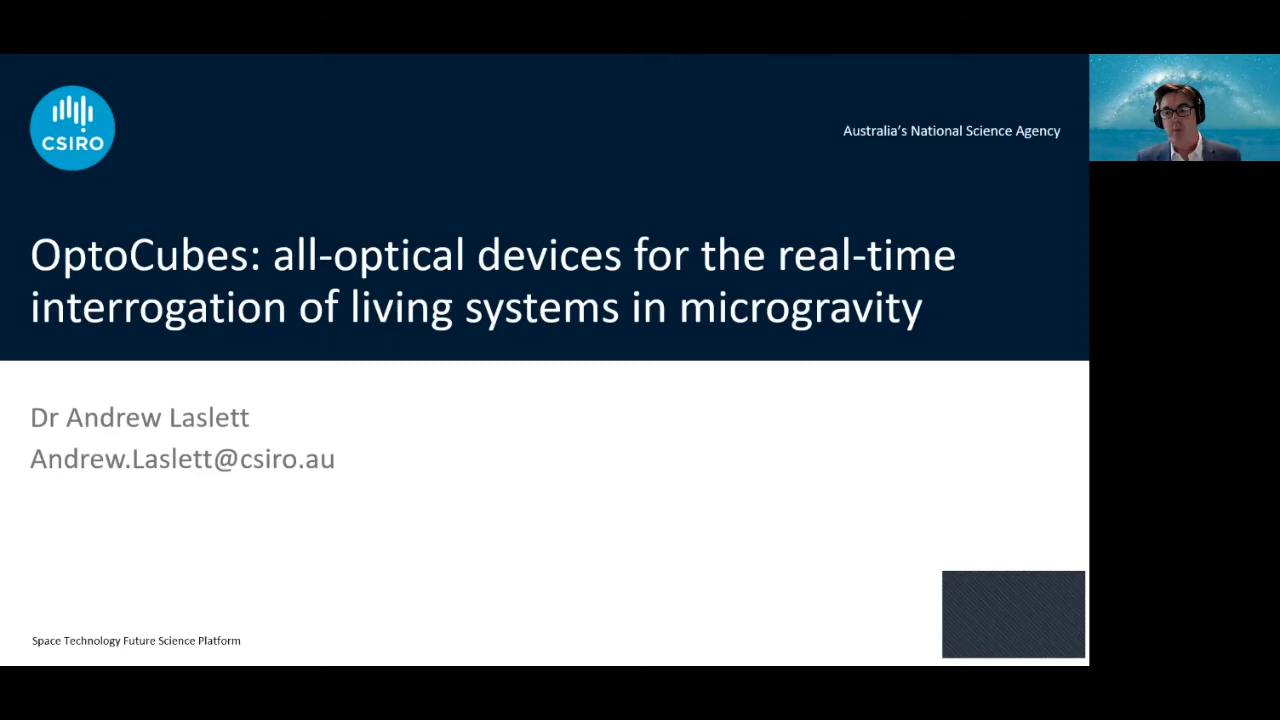 CSIRO
Australia's National Science Agency
OptoCubes: all-optical devices for the real-time
interrogation of living systems in microgravity
Dr Andrew Laslett
Andrew.Laslett@csiro.au
Space Technology Future Science Platform